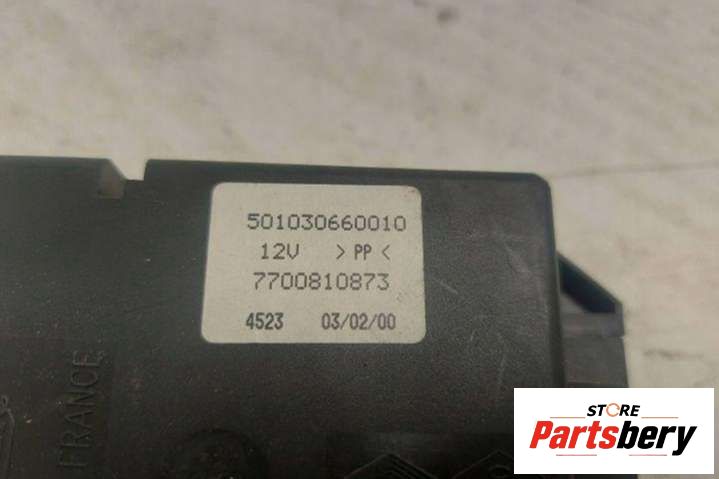 501030660010
12V >PP<
7700810873
4523 03/02/00
FRANCE
STORE
Partsbery